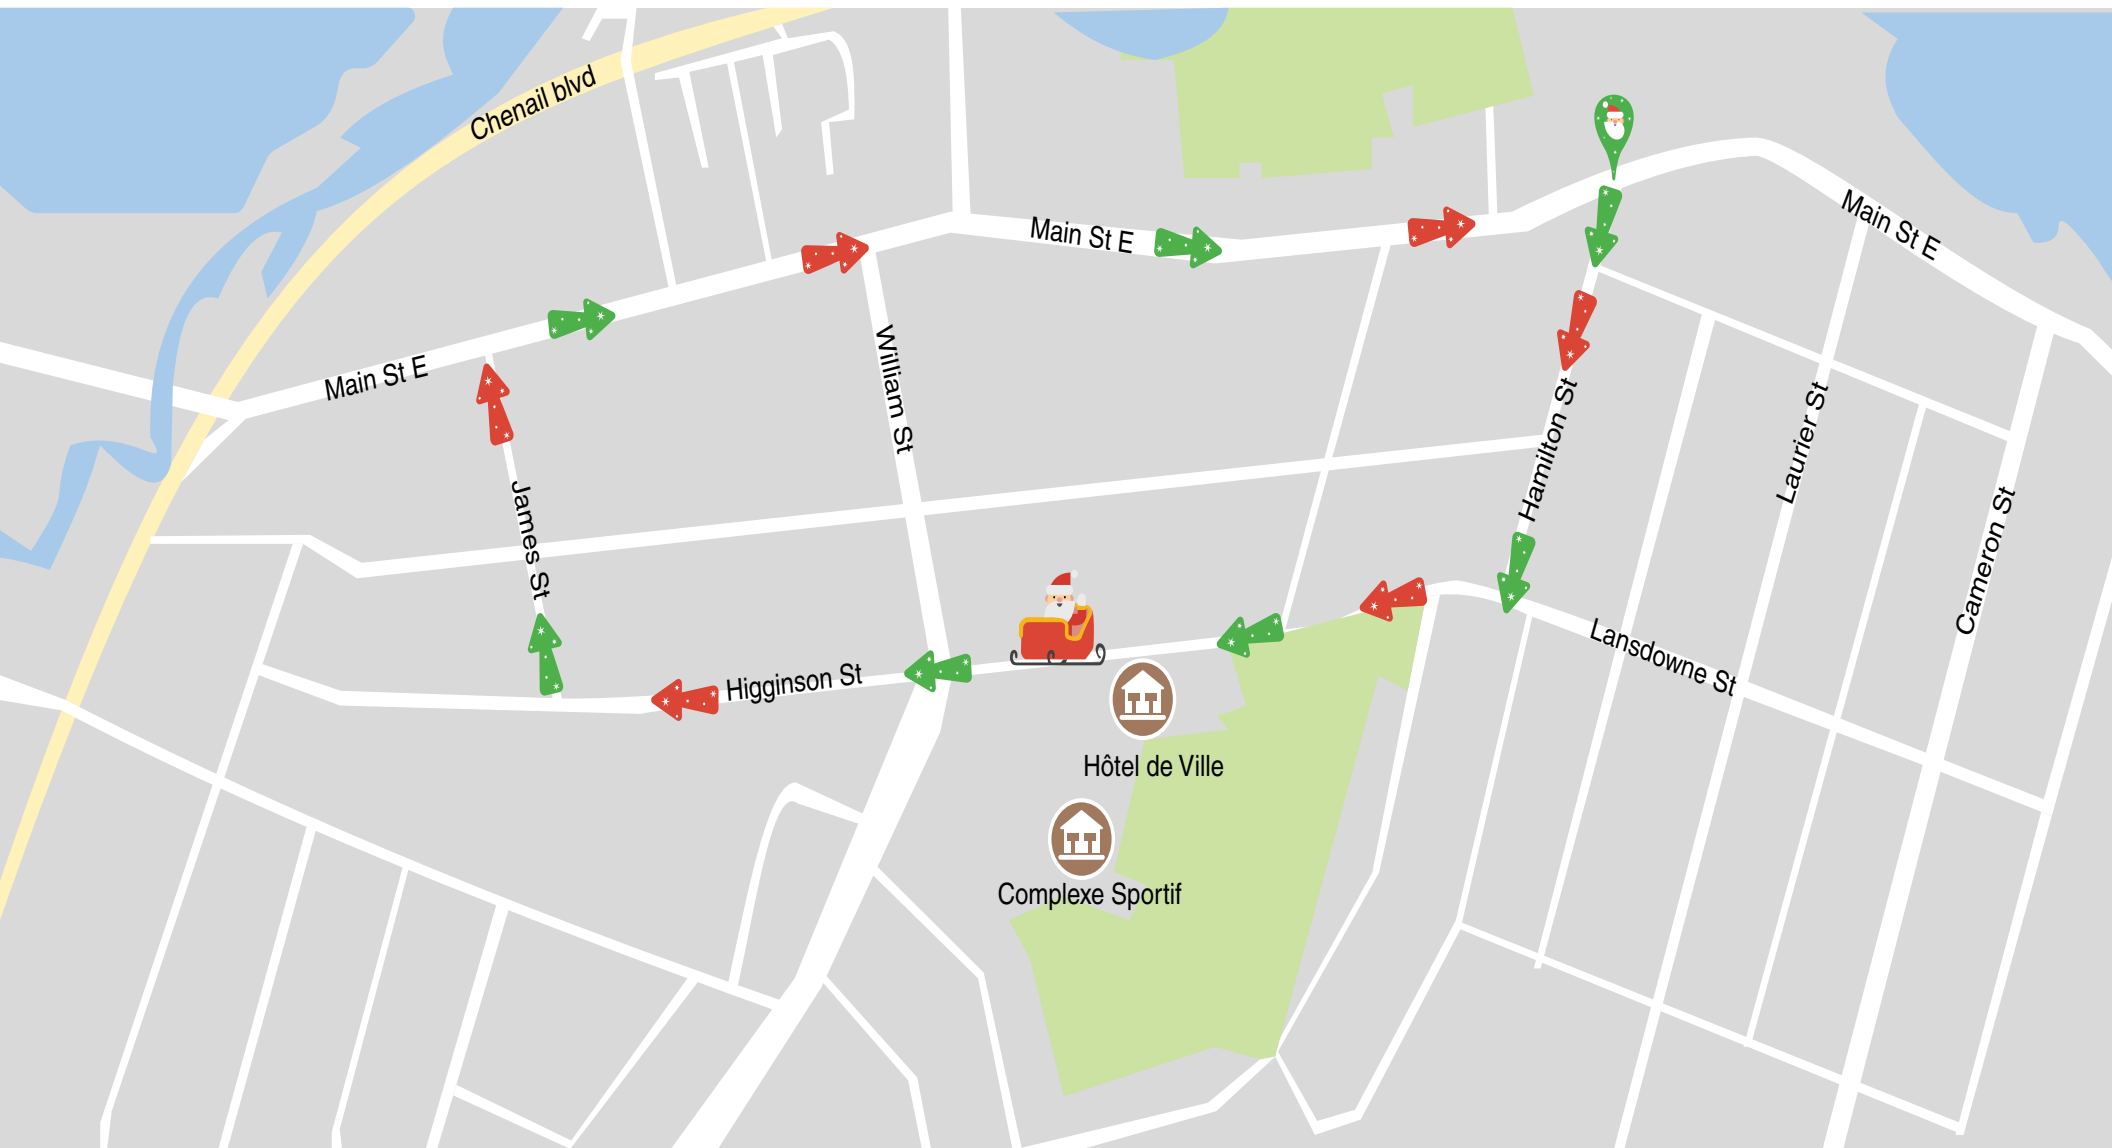 Chenail blvd
Main St E
Main St E
Main St E
William St
Hamilton St
Laurier St
Cameron St
James St
Lansdowne St
Higginson St
Hôtel de Ville
Complexe Sportif